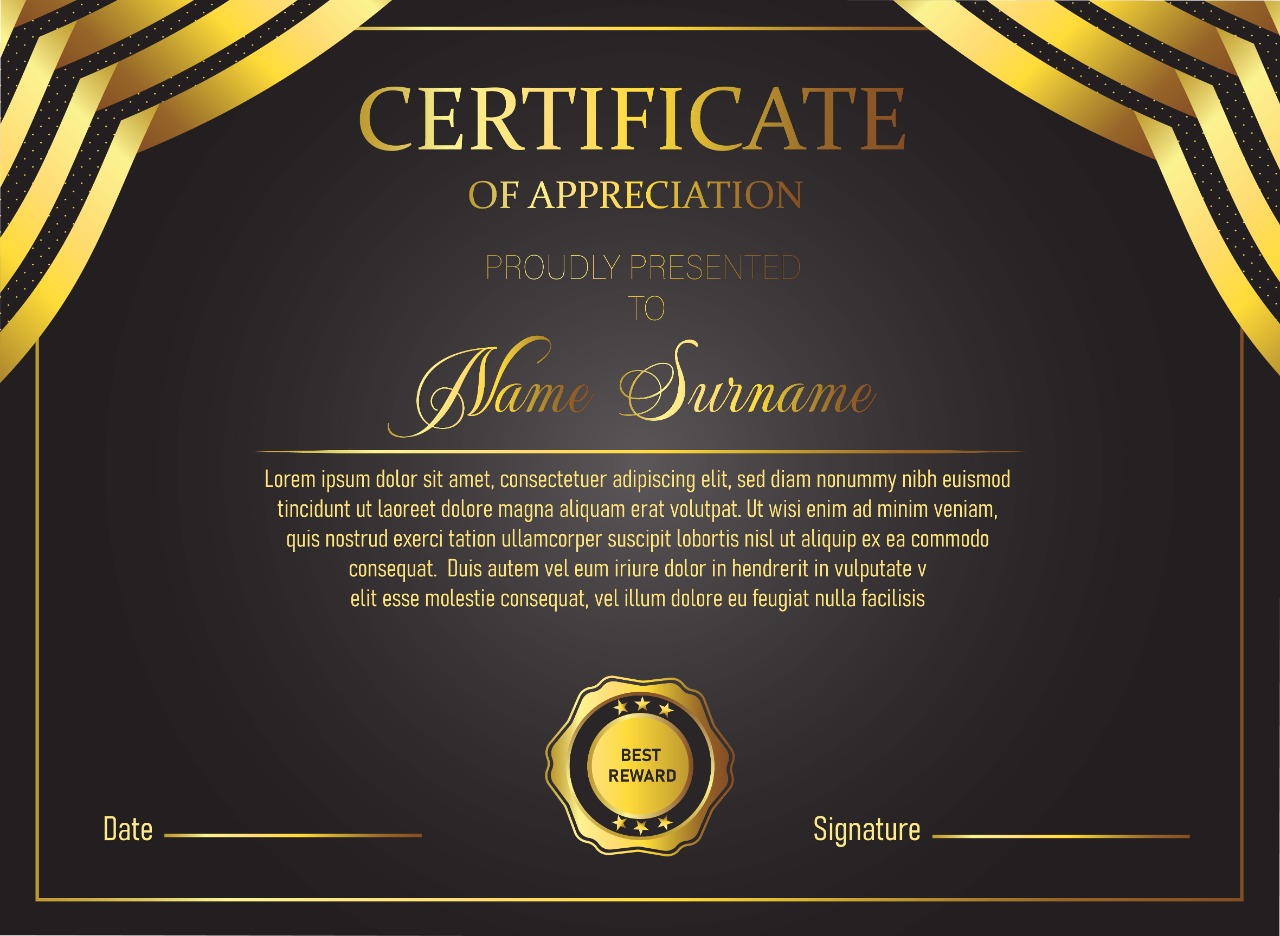 CERTIFICATE
OF APPRECIATION
PROUDLY PRESENTED
TO
Name Surname
Lorem ipsum dolor sit amet, consectetuer adipiscing elit, sed diam nonummy nibh euismod
tincidunt ut laoreet dolore magna aliquam erat volutpat. Ut wisi enim ad minim veniam,
quis nostrud exerci tation ullamcorper suscipit lobortis nisl ut aliquip ex ea commodo
consequat.  Duis autem vel eum iriure dolor in hendrerit in vulputate v
elit esse molestie consequat, vel illum dolore eu feugiat nulla facilisis
BEST
REWARD
Date
Signature